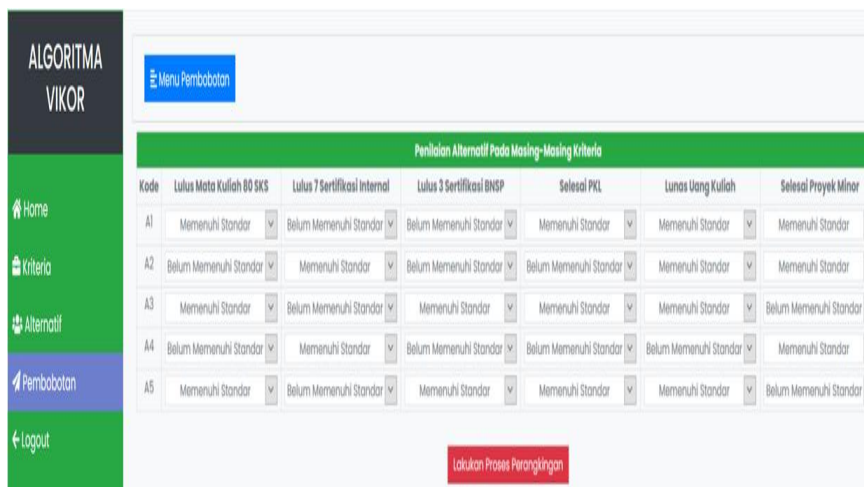 ALGORITMA
VIKOR
Home
Kriteria
Alternatif
Pembobotan
Logout
Menu Pembobotan
Penilaian Alternatif Pada Masing-Masing Kriteria
Kode Lulus Mata Kuliah 80 SKS Lulus 7 Sertifikasi Internal Lulus 3 Sertifikasi BNSP Selesai PKL Lunas Uang Kuliah Selesai Proyek Minor
A1 Memenuhi Standar Belum Memenuhi Standar Belum Memenuhi Standar Memenuhi Standar Memenuhi Standar Memenuhi Standar
A2 Belum Memenuhi Standar Memenuhi Standar Belum Memenuhi Standar Belum Memenuhi Standar Memenuhi Standar Memenuhi Standar
A3 Memenuhi Standar Belum Memenuhi Standar Memenuhi Standar Memenuhi Standar Memenuhi Standar Belum Memenuhi Standar
A4 Belum Memenuhi Standar Memenuhi Standar Belum Memenuhi Standar Belum Memenuhi Standar Belum Memenuhi Standar Memenuhi Standar
A5 Memenuhi Standar Belum Memenuhi Standar Memenuhi Standar Memenuhi Standar Memenuhi Standar Belum Memenuhi Standar
Lakukan Proses Perangkingan